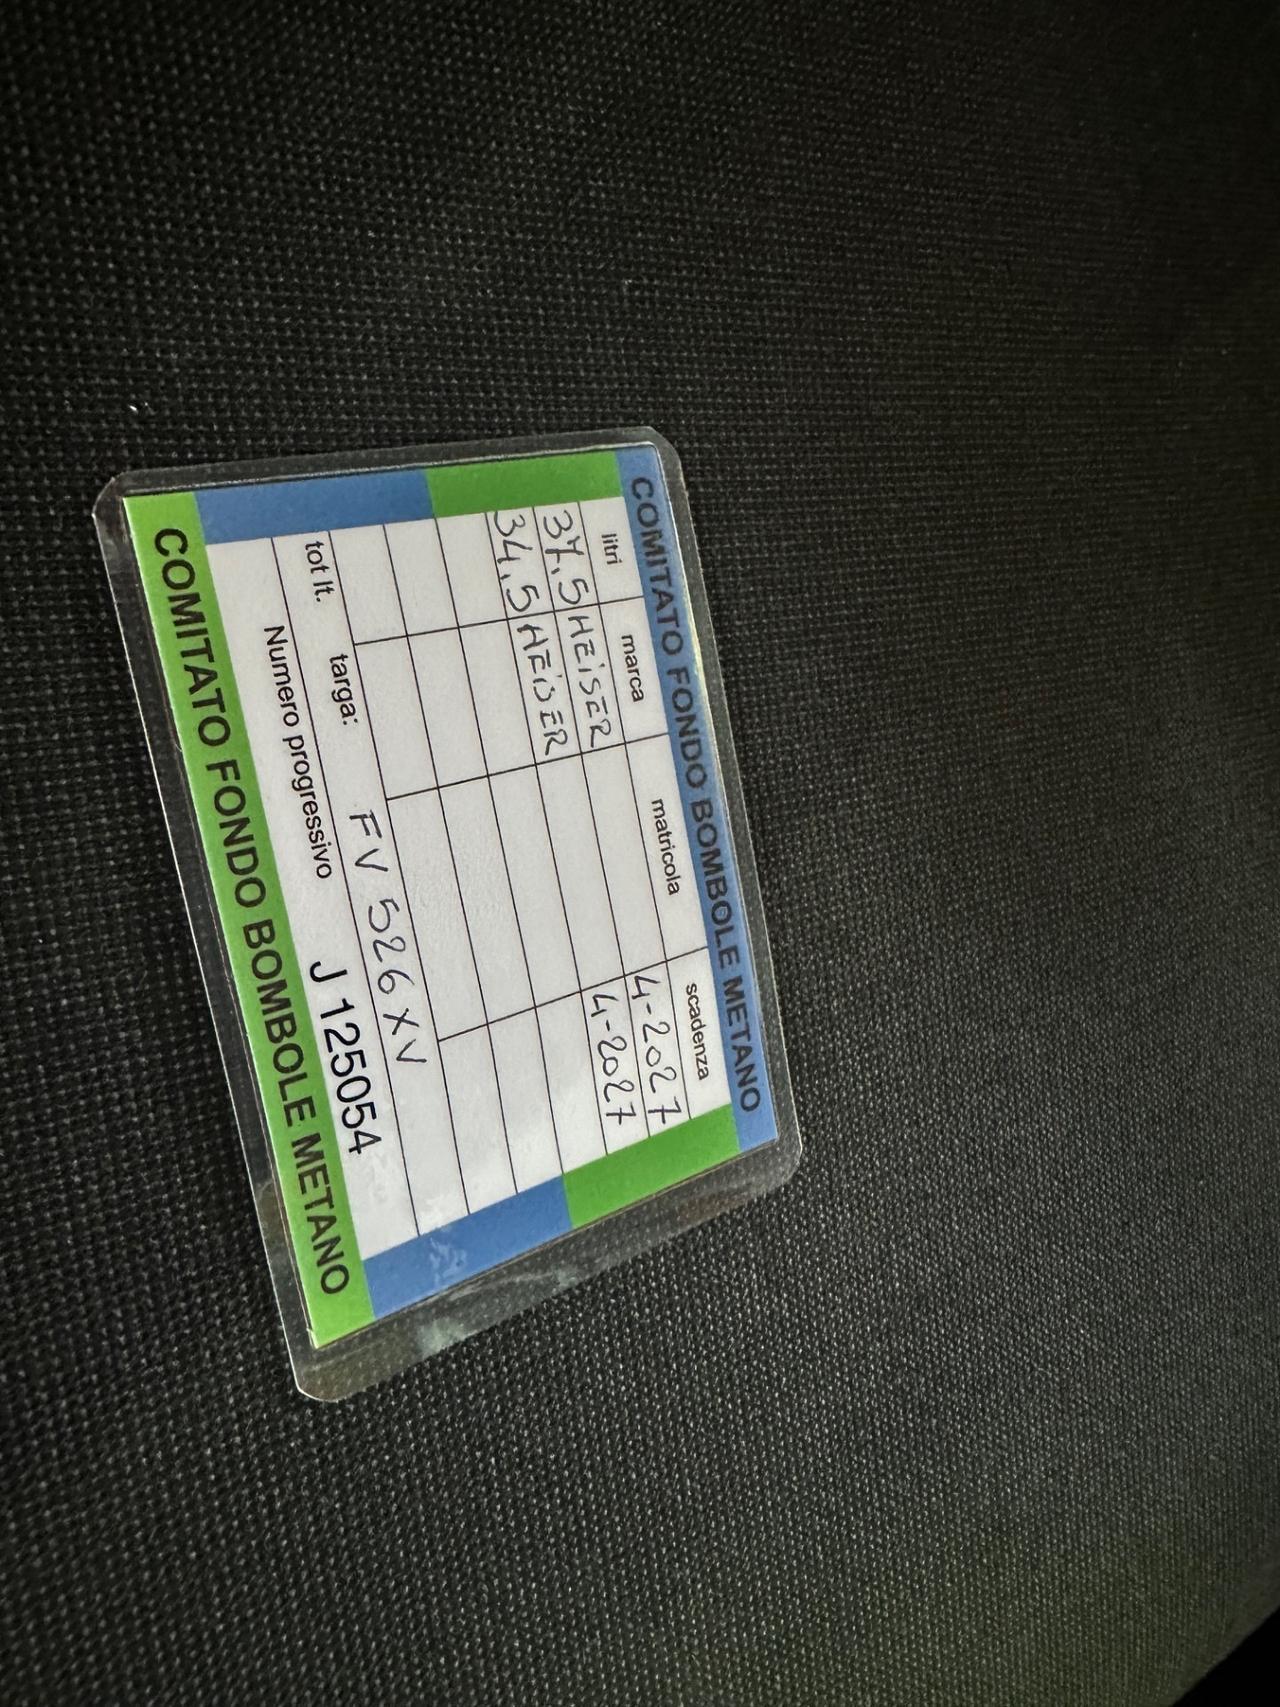 COMITATO FONDO BOMBOLE METANO
litri marca matricola scadenza
37,5 HEISER 4-2027
34,5 HEISER 4-2027
tot lt. targa: FV 526 XV
Numero progressivo J 125054
COMITATO FONDO BOMBOLE METANO